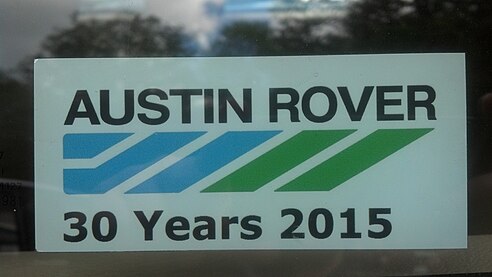 AUSTIN ROVER
30 Years 2015